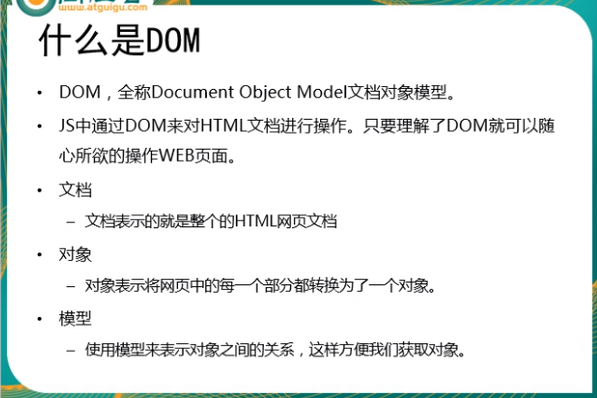 www.atguigu.com
什么是DOM
• DOM，全称Document Object Model文档对象模型。
• JS中通过DOM来对HTML文档进行操作。只要理解了DOM就可以随
心所欲的操作WEB页面。
• 文档
– 文档表示的就是整个的HTML网页文档
• 对象
– 对象表示将网页中的每一个部分都转换为了一个对象。
• 模型
– 使用模型来表示对象之间的关系，这样方便我们获取对象。